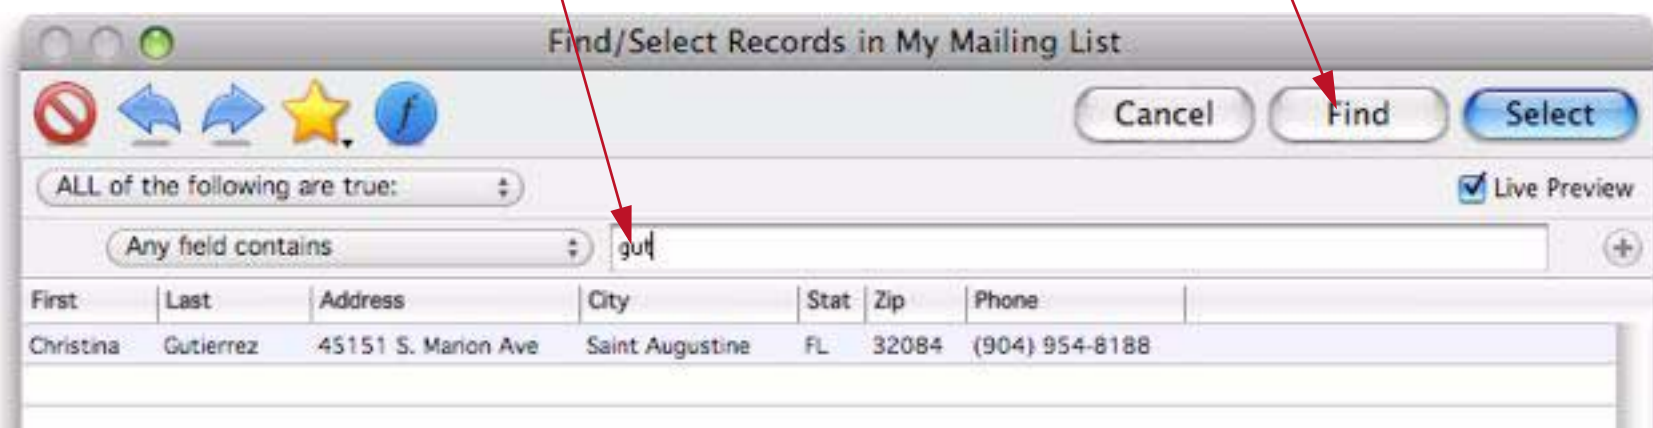 Find/Select Records in My Mailing List
f Cancel Find Select
ALL of the following are true: Live Preview
Any field contains gut
First Last Address City Stat Zip Phone
Christina Gutierrez 45151 S. Marion Ave Saint Augustine FL 32084 (904) 954-8188